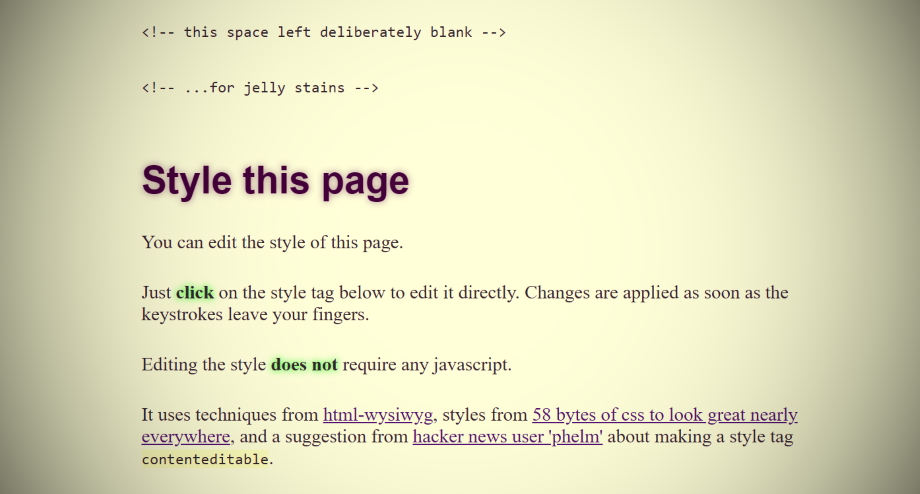 <!-- this space left deliberately blank -->
<!-- ...for jelly stains -->
Style this page
You can edit the style of this page.
Just click on the style tag below to edit it directly. Changes are applied as soon as the
keystrokes leave your fingers.
Editing the style does not require any javascript.
It uses techniques from html-wysiwyg, styles from 58 bytes of css to look great nearly
everywhere, and a suggestion from hacker news user 'phelm' about making a style tag
contenteditable.